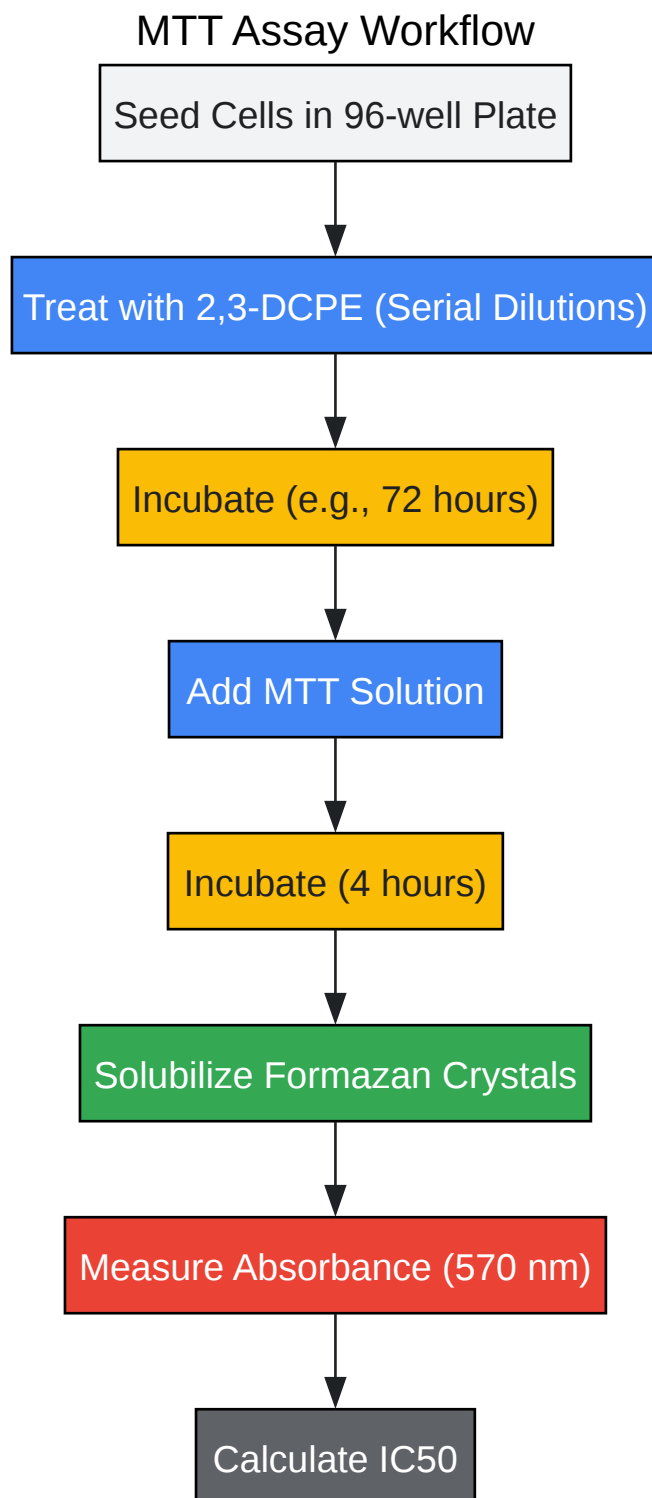 MTT Assay Workflow
Seed Cells in 96-well Plate
Treat with 2,3-DCPE (Serial Dilutions)
Incubate (e.g., 72 hours)
Add MTT Solution
Incubate (4 hours)
Solubilize Formazan Crystals
Measure Absorbance (570 nm)
Calculate IC50